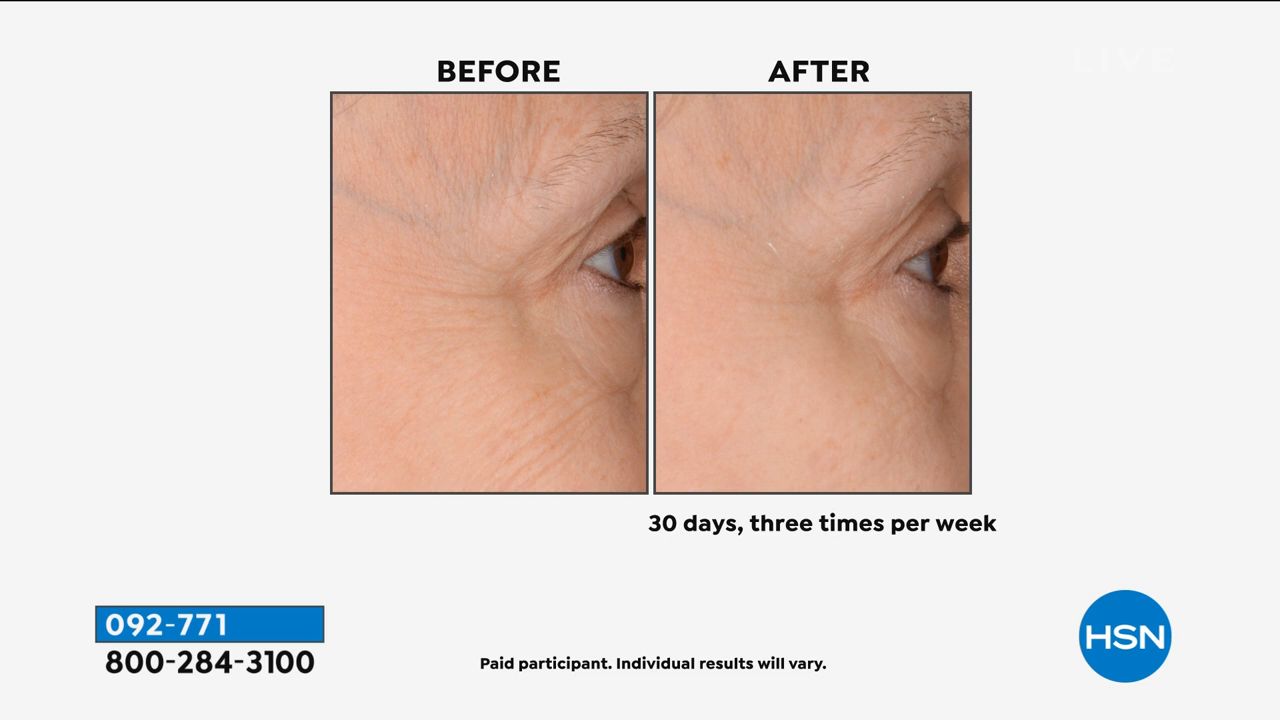 LIVE
BEFORE
AFTER
30 days, three times per week
092-771
800-284-3100
Paid participant. Individual results will vary.
HSN